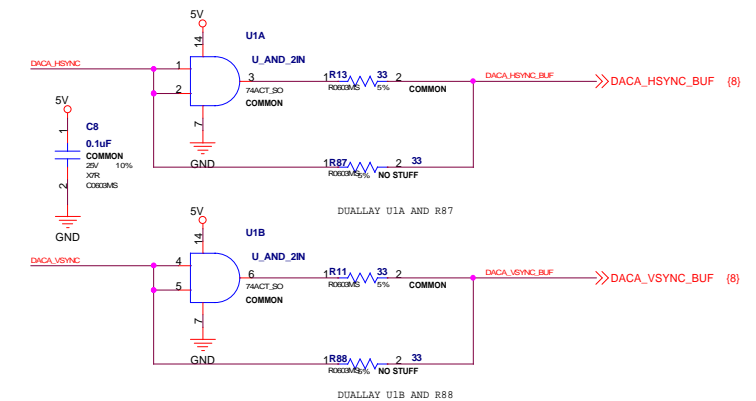 5V
U1A
14
U_AND_2IN
DACA_HSYNC
1
3
1 R13 33 2
DACA_HSYNC_BUF
DACA_HSYNC_BUF {8}
2
74ACT_SO
R0603MS 5% COMMON
COMMON
5V
7
1
C8
0.1uF
COMMON
25V 10%
X7R
C0603MS
2
GND
1 R87 2 33
R0603MS 5% NO STUFF
GND
DUALLAY U1A AND R87
5V
U1B
14
U_AND_2IN
DACA_VSYNC
4
6
1 R11 33 2
DACA_VSYNC_BUF
DACA_VSYNC_BUF {8}
5
74ACT_SO
R0603MS 5% COMMON
COMMON
7
GND
1 R88 2 33
R0603MS 5% NO STUFF
DUALLAY U1B AND R88